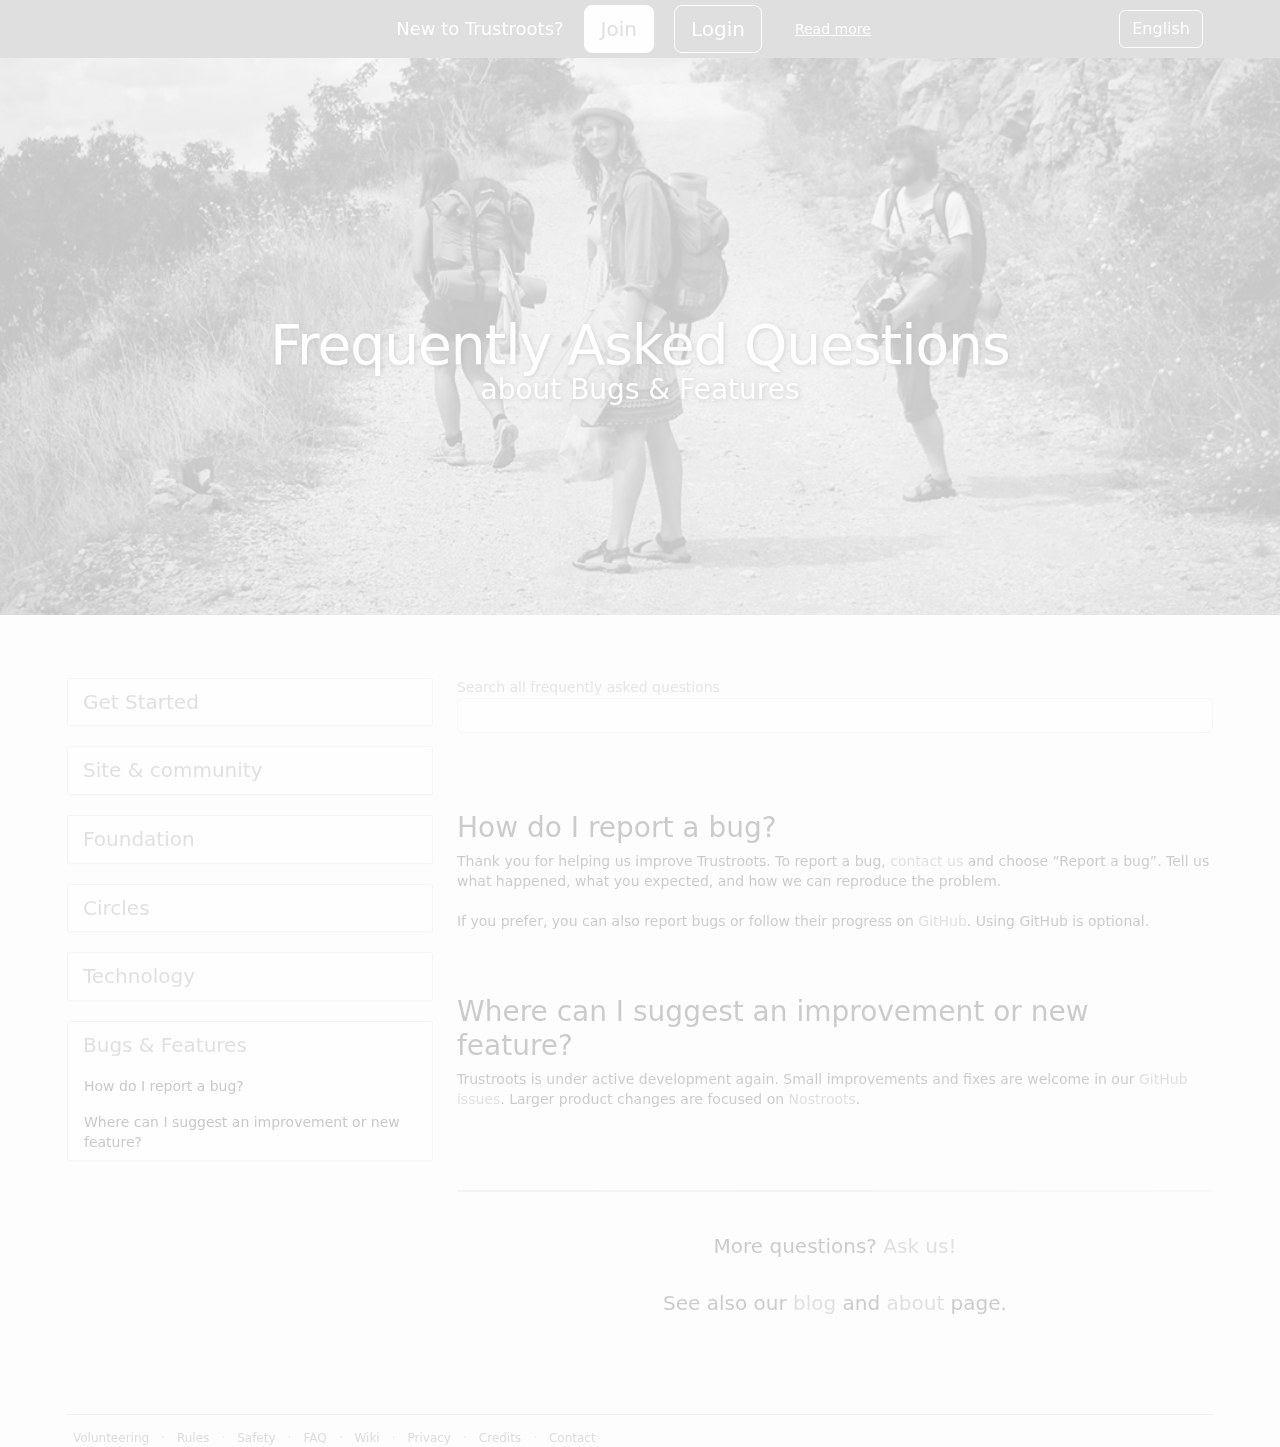 New to Trustroots? Join Login Read more English
Frequently Asked Questions
about Bugs & Features
Get Started
Site & community
Foundation
Circles
Technology
Bugs & Features
How do I report a bug?
Where can I suggest an improvement or new
feature?
Search all frequently asked questions
How do I report a bug?
Thank you for helping us improve Trustroots. To report a bug, contact us and choose “Report a bug”. Tell us
what happened, what you expected, and how we can reproduce the problem.
If you prefer, you can also report bugs or follow their progress on GitHub. Using GitHub is optional.
Where can I suggest an improvement or new
feature?
Trustroots is under active development again. Small improvements and fixes are welcome in our GitHub
issues. Larger product changes are focused on Nostroots.
More questions? Ask us!
See also our blog and about page.
Volunteering · Rules · Safety · FAQ · Wiki · Privacy · Credits · Contact